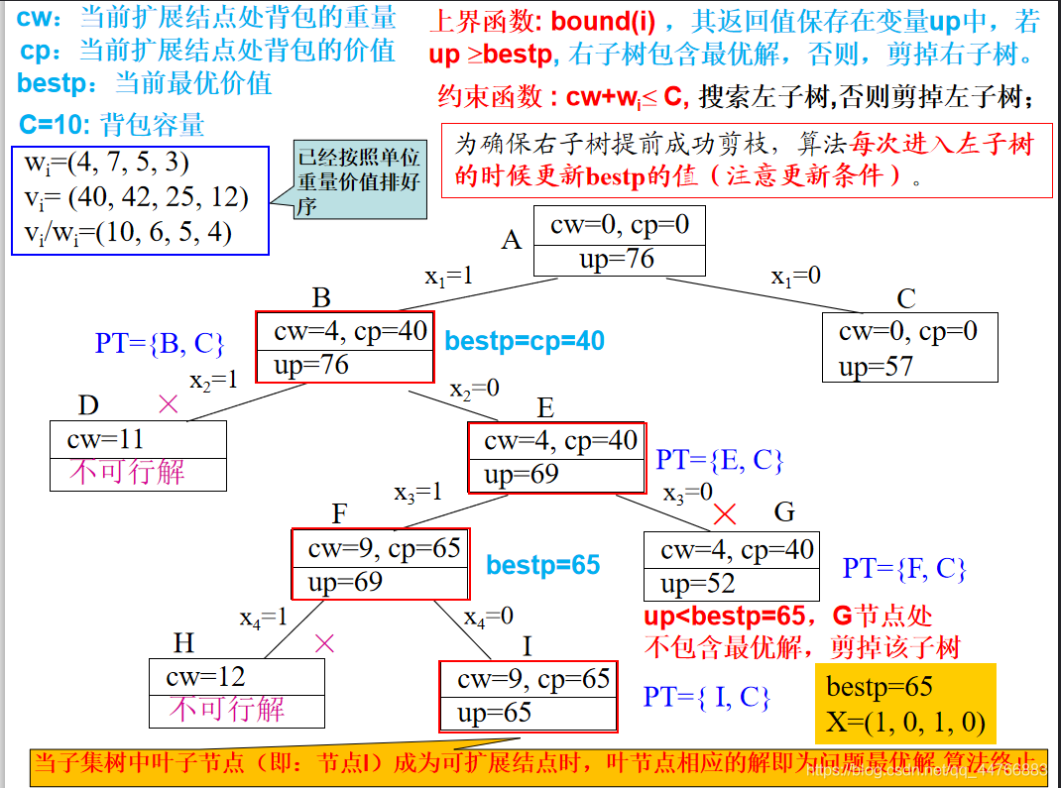 cw：当前扩展结点处背包的重量
cp：当前扩展结点处背包的价值
bestp：当前最优价值
C=10: 背包容量
上界函数: bound(i) ，其返回值保存在变量up中，若
up ≥bestp, 右子树包含最优解，否则，剪掉右子树。
约束函数 : cw+wi≤ C, 搜索左子树,否则剪掉左子树；
为确保右子树提前成功剪枝，算法每次进入左子树
的时候更新bestp的值（注意更新条件）。
wi=(4, 7, 5, 3)
vi= (40, 42, 25, 12)
vi/wi=(10, 6, 5, 4)
已经按照单位
重量价值排好
序
A
cw=0, cp=0
up=76
x1=1
x1=0
B
cw=4, cp=40
up=76
PT={B, C}
bestp=cp=40
C
cw=0, cp=0
up=57
x2=1
x2=0
D
×
cw=11
不可行解
E
cw=4, cp=40
up=69
PT={E, C}
x3=1
x3=0
F
cw=9, cp=65
up=69
bestp=65
×
G
cw=4, cp=40
up=52
PT={F, C}
up<bestp=65，G节点处
不包含最优解，剪掉该子树
x4=1
x4=0
H
×
cw=12
不可行解
I
cw=9, cp=65
up=65
PT={ I, C}
bestp=65
X=(1, 0, 1, 0)
当子集树中叶子节点（即：节点I）成为可扩展结点时，叶节点相应的解即为问题最优解,算法终止
https://blog.csdn.net/qq_44766883